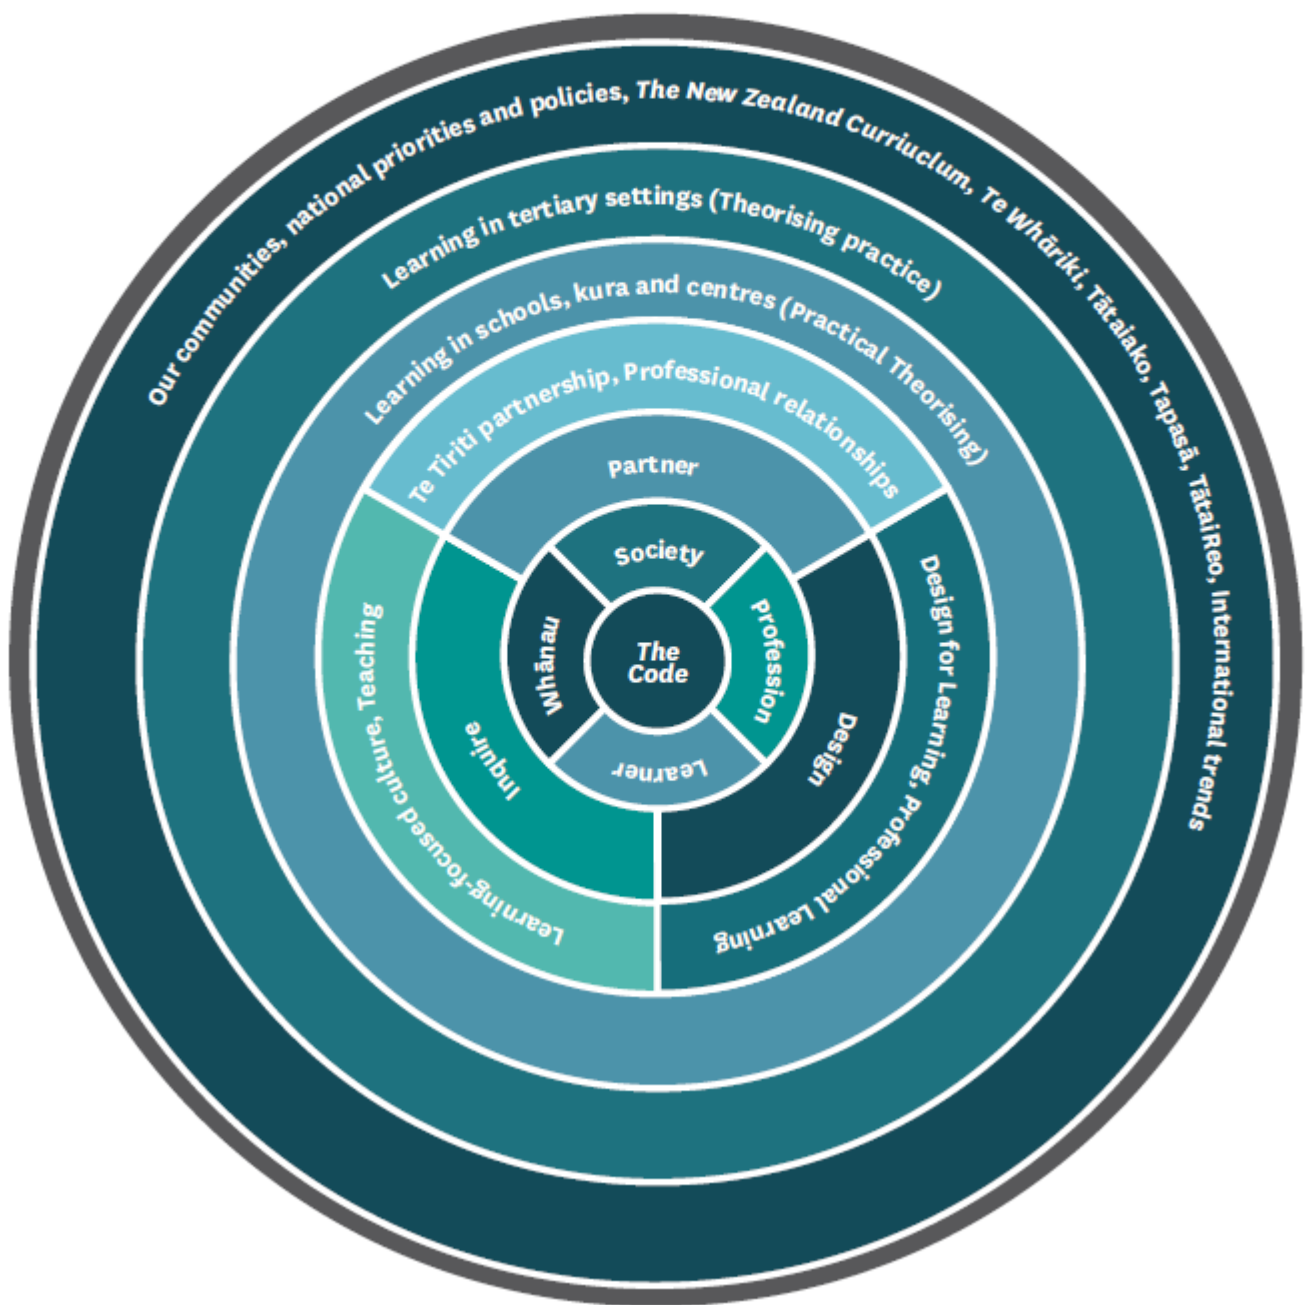 Our communities, national priorities and policies, The New Zealand Curriuclum, Te Whāriki, Tātaiako, Tapasā, TātaiReo, International trends
Learning in tertiary settings (Theorising practice)
Learning in schools, kura and centres (Practical Theorising)
Te Tiriti partnership, Professional relationships
Design for Learning, Professional Learning
Learning-focused culture, Teaching
Partner
Design
Inquire
Society
Profession
Learner
Whānau
The
Code